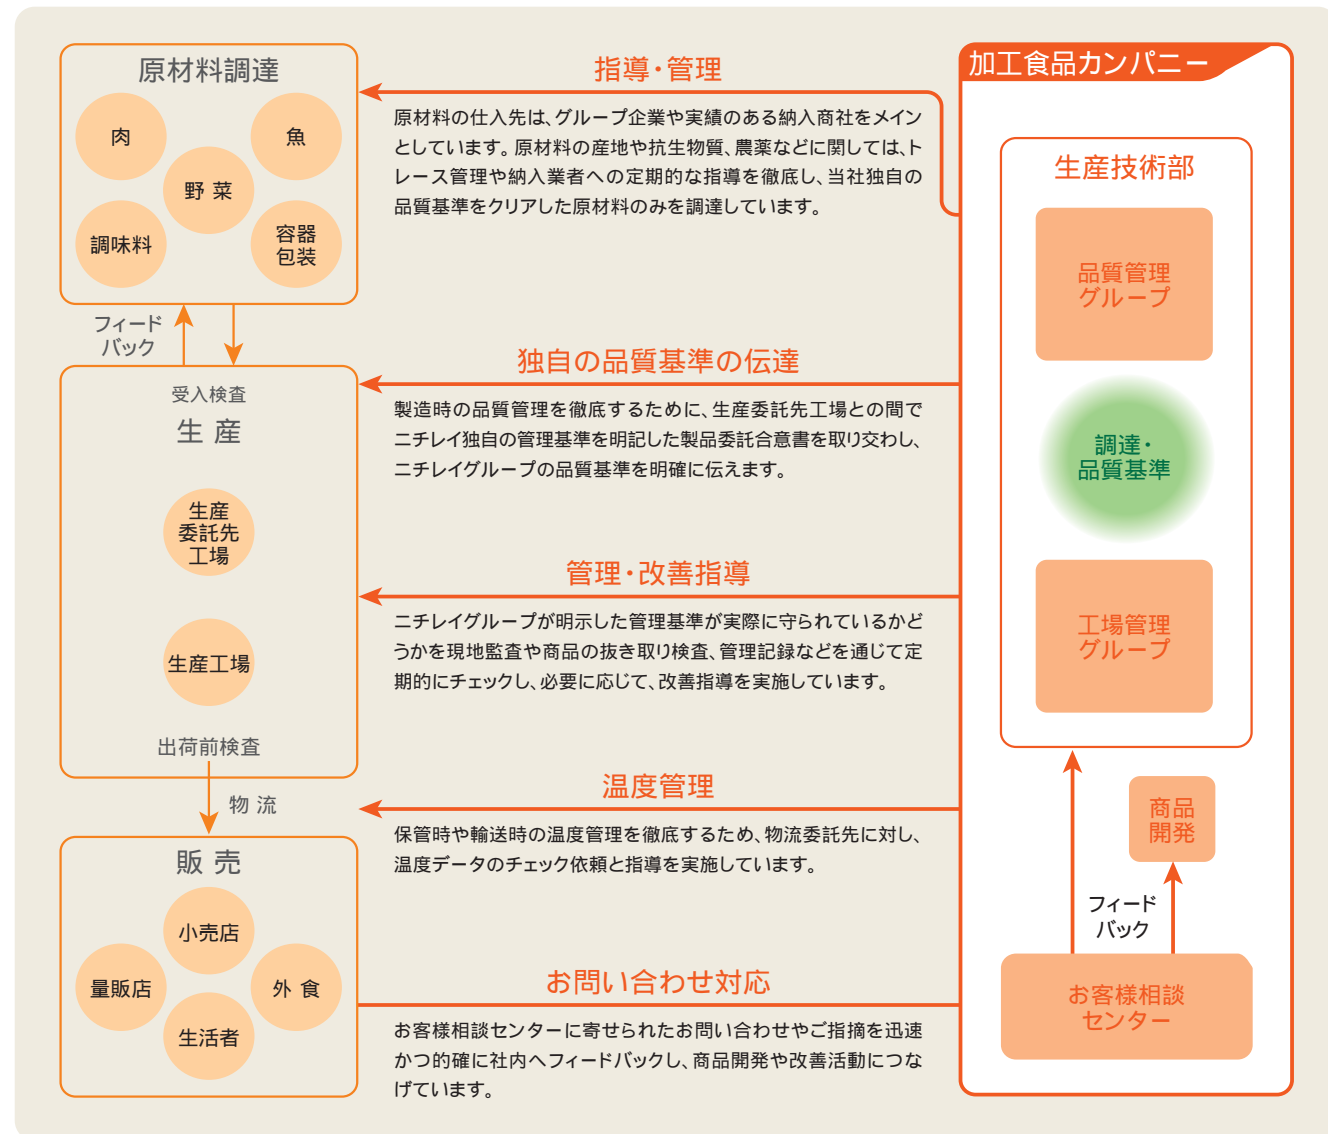 原材料調達
肉
魚
野菜
調味料
容器
包装
フィード
バック
受入検査
生産
生産
委託先
工場
生産工場
出荷前検査
物流
販売
小売店
量販店
外食
生活者
指導・管理
原材料の仕入先は、グループ企業や実績のある納入商社をメイン
としています。原材料の産地や抗生物質、農薬などに関しては、ト
レース管理や納入業者への定期的な指導を徹底し、当社独自の
品質基準をクリアした原材料のみを調達しています。
独自の品質基準の伝達
製造時の品質管理を徹底するために、生産委託先工場との間で
ニチレイ独自の管理基準を明記した製品委託合意書を取り交わし、
ニチレイグループの品質基準を明確に伝えます。
管理・改善指導
ニチレイグループが明示した管理基準が実際に守られているかど
うかを現地監査や商品の抜き取り検査、管理記録などを通じて定
期的にチェックし、必要に応じて、改善指導を実施しています。
温度管理
保管時や輸送時の温度管理を徹底するため、物流委託先に対し、
温度データのチェック依頼と指導を実施しています。
お問い合わせ対応
お客様相談センターに寄せられたお問い合わせやご指摘を迅速
かつ的確に社内へフィードバックし、商品開発や改善活動につな
げています。
加工食品カンパニー
生産技術部
品質管理
グループ
調達・
品質基準
工場管理
グループ
商品
開発
フィード
バック
お客様相談
センター